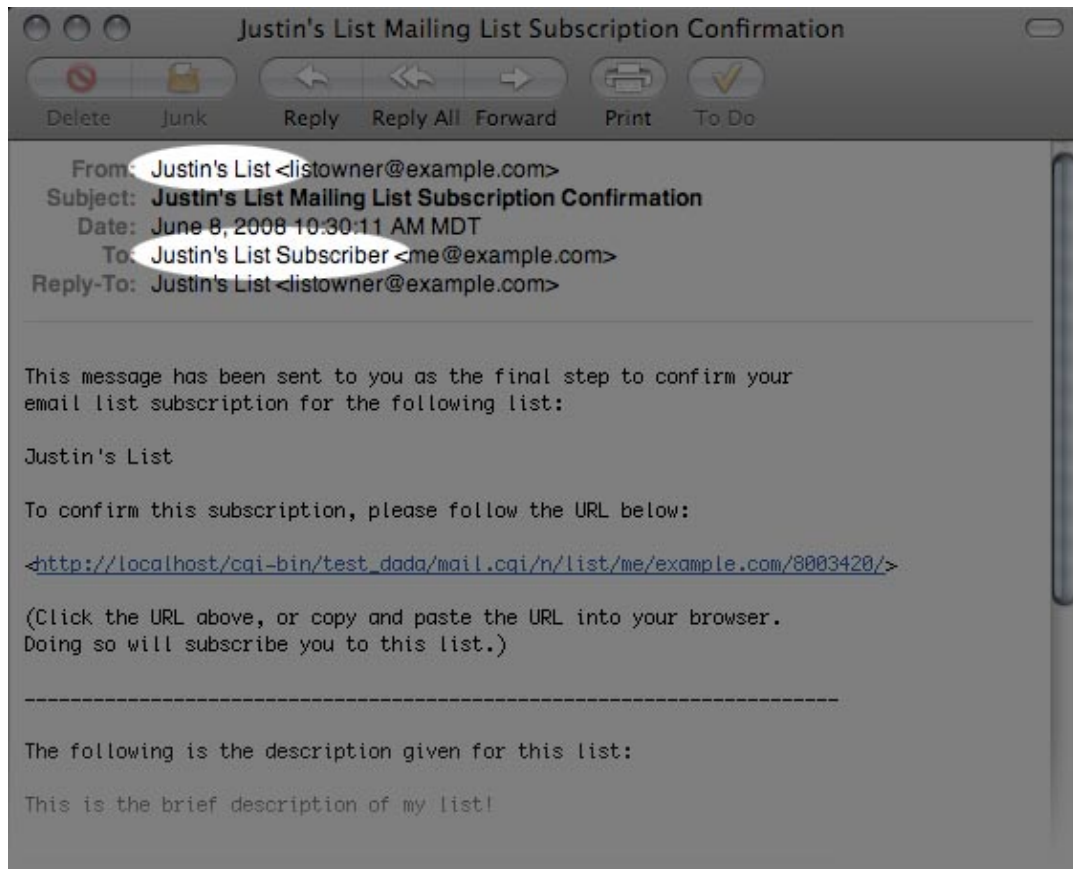 Justin's List Mailing List Subscription Confirmation
Delete Junk Reply Reply All Forward Print To Do
From: Justin's List <listowner@example.com>
Subject: Justin's List Mailing List Subscription Confirmation
Date: June 8, 2008 10:30:11 AM MDT
To: Justin's List Subscriber <me@example.com>
Reply-To: Justin's List <listowner@example.com>
This message has been sent to you as the final step to confirm your
email list subscription for the following list:
Justin's List
To confirm this subscription, please follow the URL below:
<http://localhost/cgi-bin/test_dada/mail.cgi/n/list/me/example.com/8003420/>
(Click the URL above, or copy and paste the URL into your browser.
Doing so will subscribe you to this list.)
----------------------------------------------------------------------
The following is the description given for this list:
This is the brief description of my list!